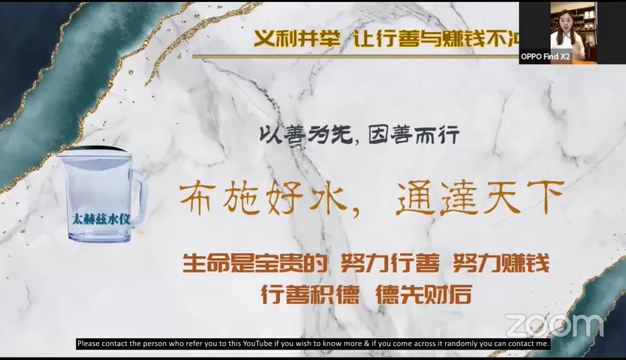 义利并举 让行善与赚钱不冲
OPPO Find X2
以善为先，因善而行
布施好水，通達天下
太赫兹水仪
生命是宝贵的 努力行善 努力赚钱
行善积德 德先财后
zoom
Please contact the person who refer you to this YouTube if you wish to know more & if you come across it randomly you can contact me.